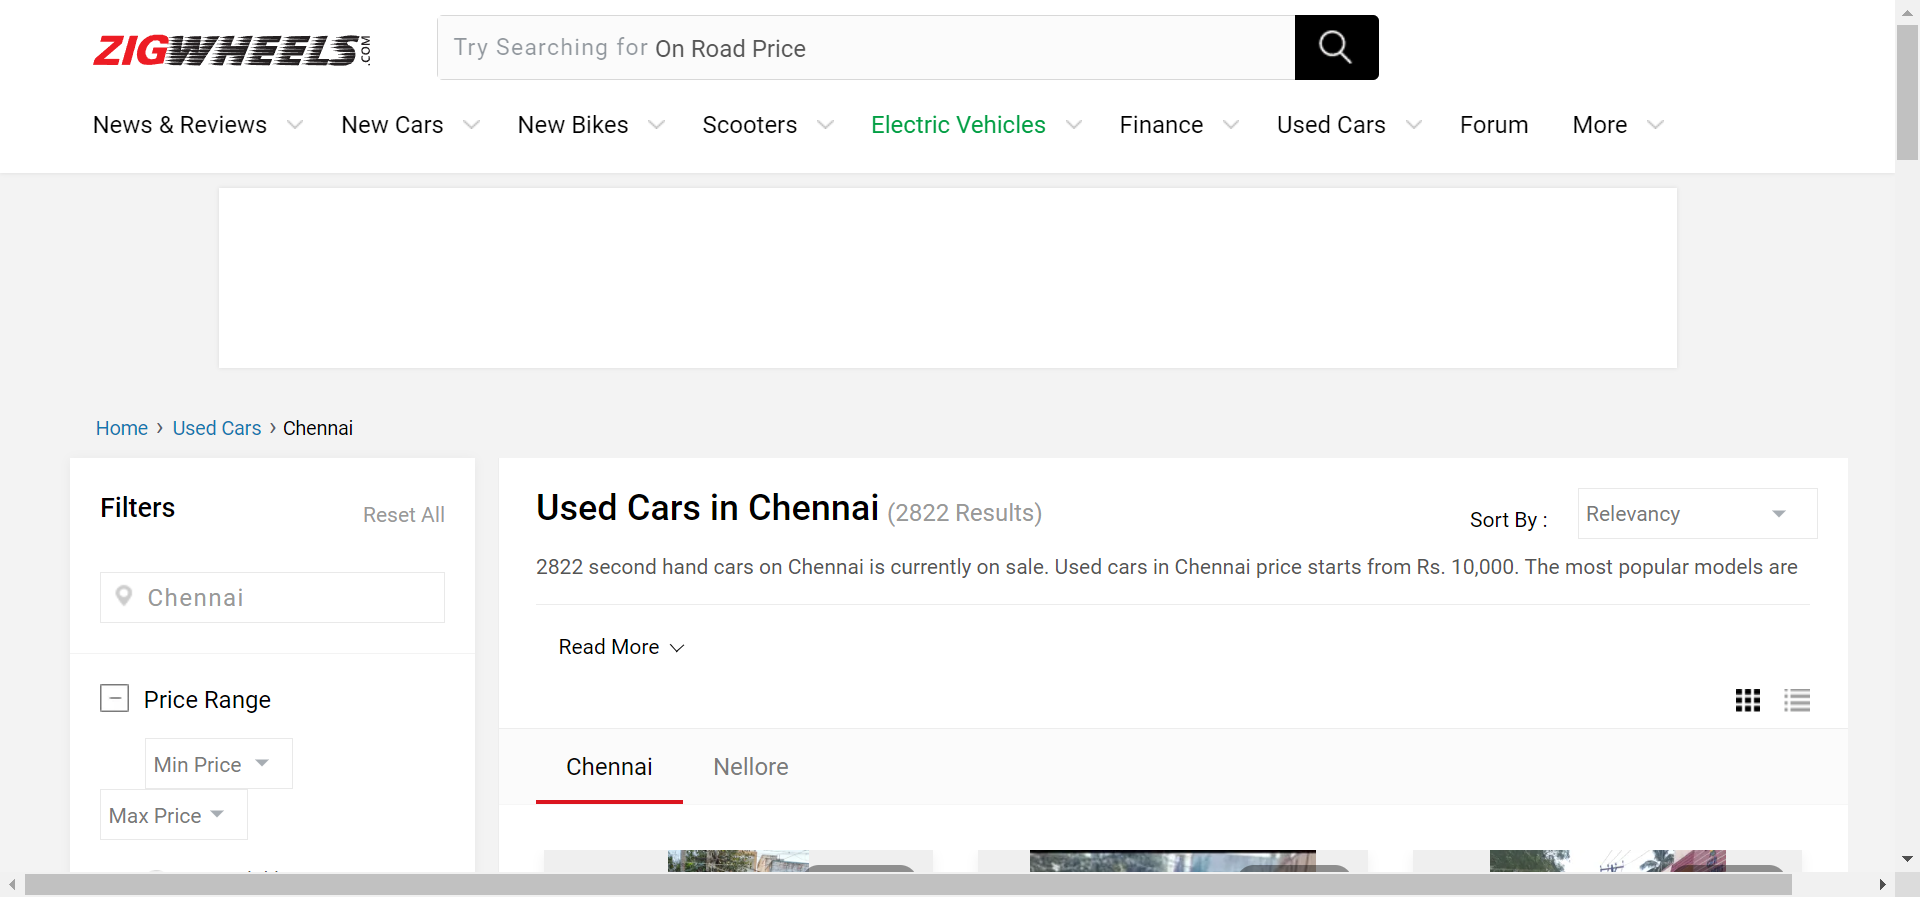 ZIGWHEELS.COM
Try Searching for On Road Price
News & Reviews New Cars New Bikes Scooters Electric Vehicles Finance Used Cars Forum More
Home › Used Cars › Chennai
Filters
Reset All
Chennai
Price Range
Min Price
Max Price
Used Cars in Chennai (2822 Results)
Sort By :
Relevancy
2822 second hand cars on Chennai is currently on sale. Used cars in Chennai price starts from Rs. 10,000. The most popular models are
Read More
Chennai Nellore